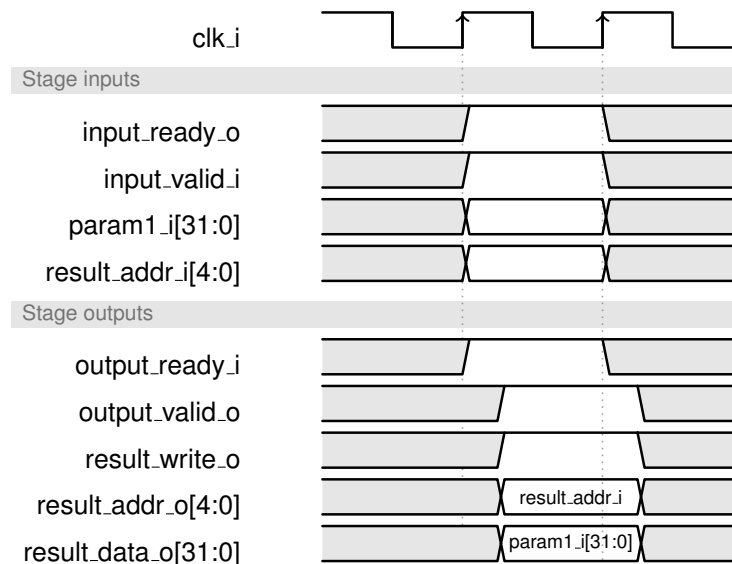 clk_i
Stage inputs
input_ready_o
input_valid_i
param1_i[31:0]
result_addr_i[4:0]
Stage outputs
output_ready_i
output_valid_o
result_write_o
result_addr_o[4:0] result_addr_i
result_data_o[31:0] param1_i[31:0]